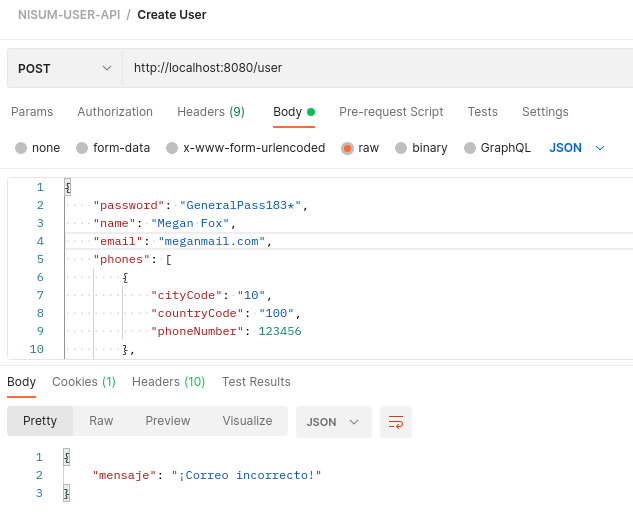 NISUM-USER-API / Create User
POST http://localhost:8080/user
Params Authorization Headers (9) Body Pre-request Script Tests Settings
none form-data x-www-form-urlencoded raw binary GraphQL JSON
1 {
2 "password": "GeneralPass183*",
3 "name": "Megan Fox",
4 "email": "meganmail.com",
5 "phones": [
6 {
7 "cityCode": "10",
8 "countryCode": "100",
9 "phoneNumber": 123456
10 },
Body Cookies (1) Headers (10) Test Results
Pretty Raw Preview Visualize JSON
1 {
2 "mensaje": "¡Correo incorrecto!"
3 }